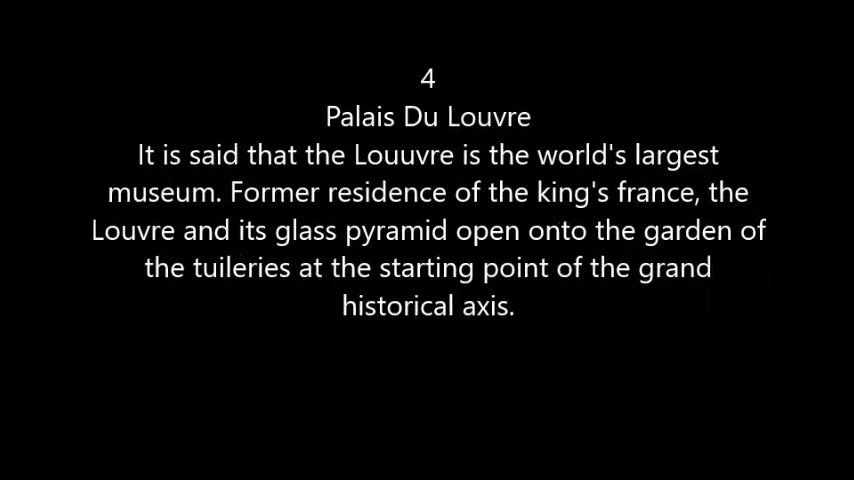 4
Palais Du Louvre
It is said that the Louuvre is the world's largest
museum. Former residence of the king's france, the
Louvre and its glass pyramid open onto the garden of
the tuileries at the starting point of the grand
historical axis.